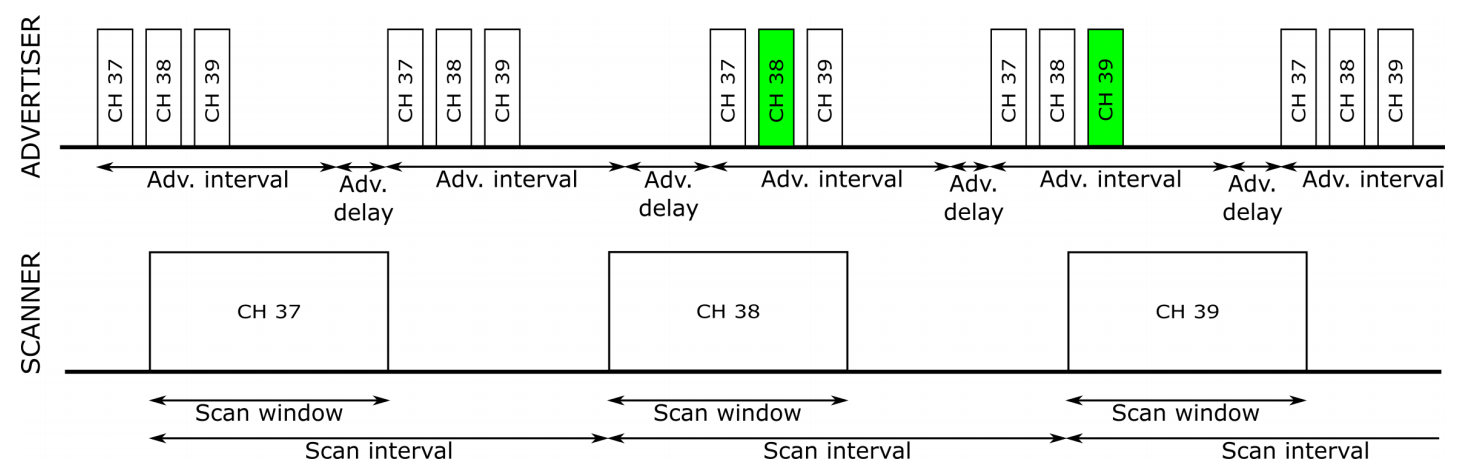 ADVERTISER
CH 37
CH 38
CH 39
CH 37
CH 38
CH 39
CH 37
CH 38
CH 39
CH 37
CH 38
CH 39
CH 37
CH 38
CH 39
Adv. interval
Adv.
delay
Adv. interval
Adv.
delay
Adv. interval
Adv.
delay
Adv. interval
Adv.
delay
Adv. interval
SCANNER
CH 37
CH 38
CH 39
Scan window
Scan window
Scan window
Scan interval
Scan interval
Scan interval